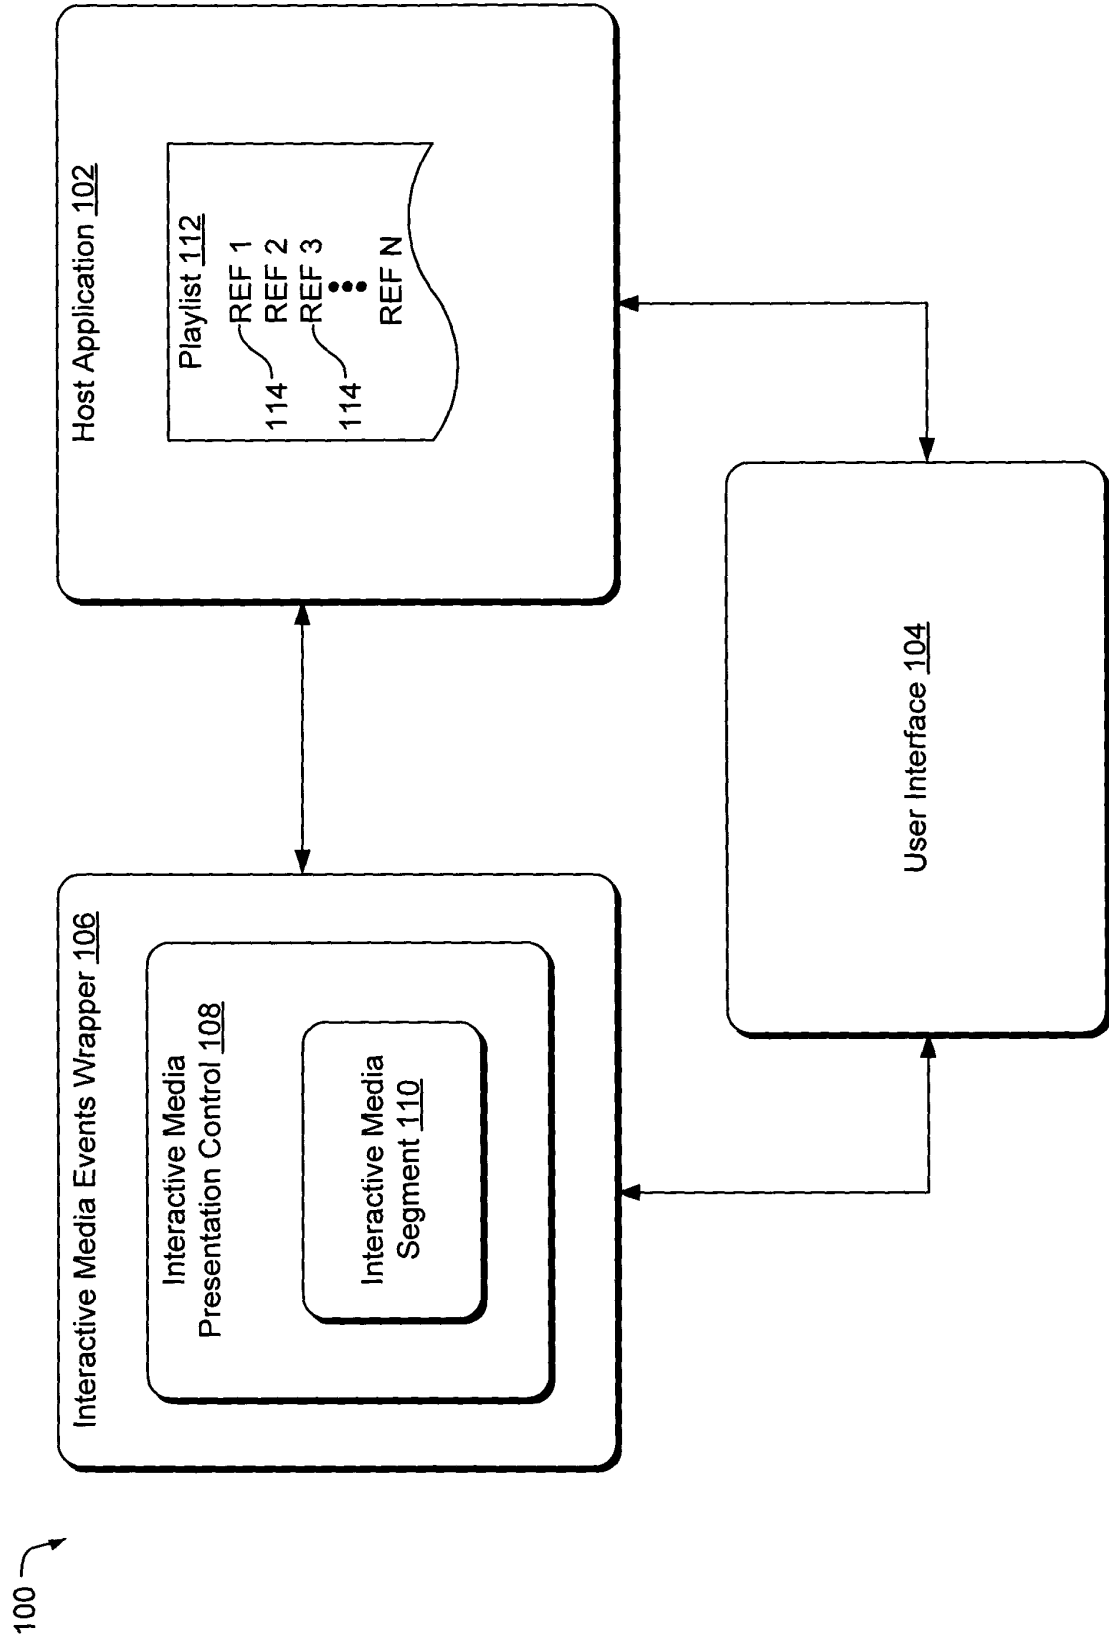 100
Interactive Media Events Wrapper 106
Interactive Media
Presentation Control 108
Interactive Media
Segment 110
Host Application 102
Playlist 112
REF 1
REF 2
REF 3
REF N
114
114
User Interface 104